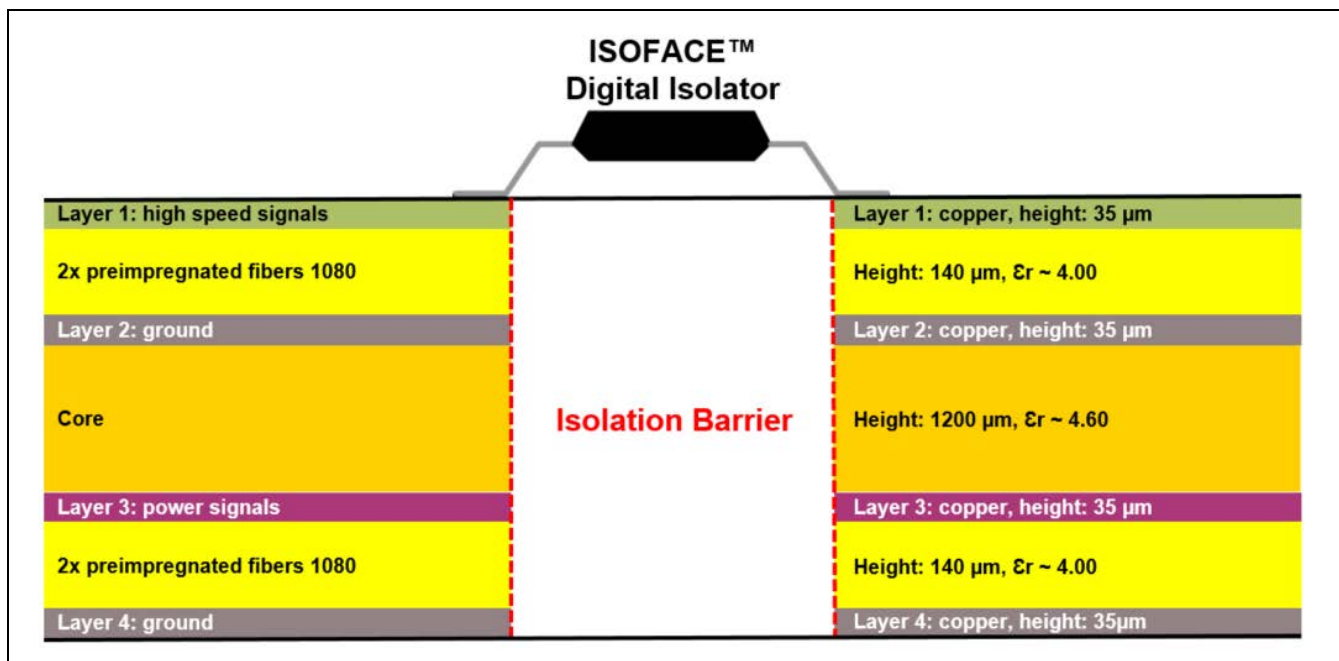 ISOFACE™
Digital Isolator
Layer 1: high speed signals
Layer 1: copper, height: 35 µm
2x preimpregnated fibers 1080
Height: 140 µm, Ɛr ~ 4.00
Layer 2: ground
Layer 2: copper, height: 35 µm
Core
Isolation Barrier
Height: 1200 µm, Ɛr ~ 4.60
Layer 3: power signals
Layer 3: copper, height: 35 µm
2x preimpregnated fibers 1080
Height: 140 µm, Ɛr ~ 4.00
Layer 4: ground
Layer 4: copper, height: 35µm